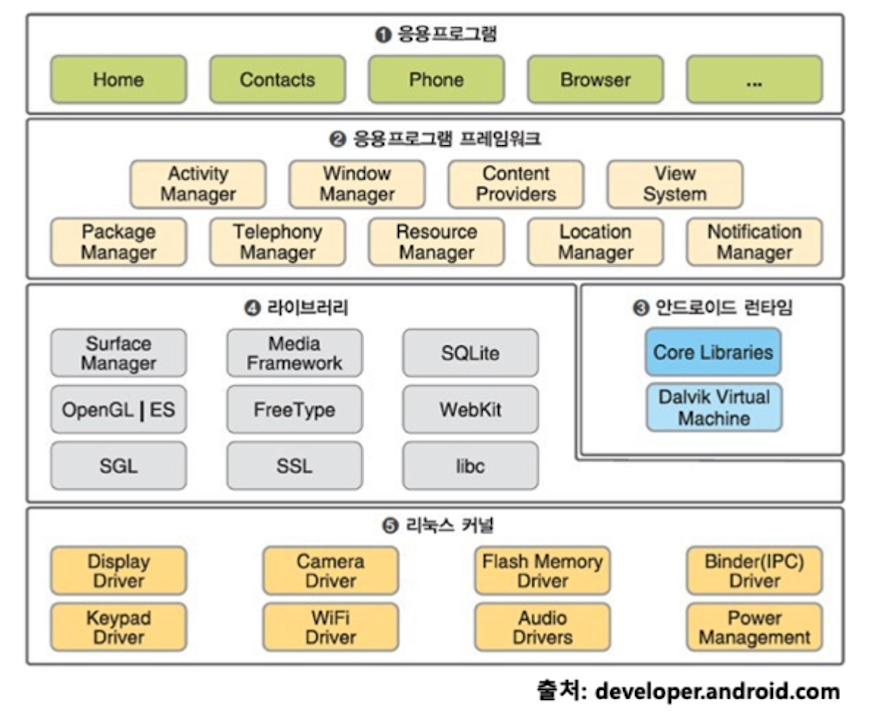 ❶ 응용프로그램
Home
Contacts
Phone
Browser
...
❷ 응용프로그램 프레임워크
Activity
Manager
Window
Manager
Content
Providers
View
System
Package
Manager
Telephony
Manager
Resource
Manager
Location
Manager
Notification
Manager
❹ 라이브러리
Surface
Manager
Media
Framework
SQLite
OpenGL | ES
FreeType
WebKit
SGL
SSL
libc
❸ 안드로이드 런타임
Core Libraries
Dalvik Virtual
Machine
❺ 리눅스 커널
Display
Driver
Camera
Driver
Flash Memory
Driver
Binder(IPC)
Driver
Keypad
Driver
WiFi
Driver
Audio
Drivers
Power
Management
출처: developer.android.com